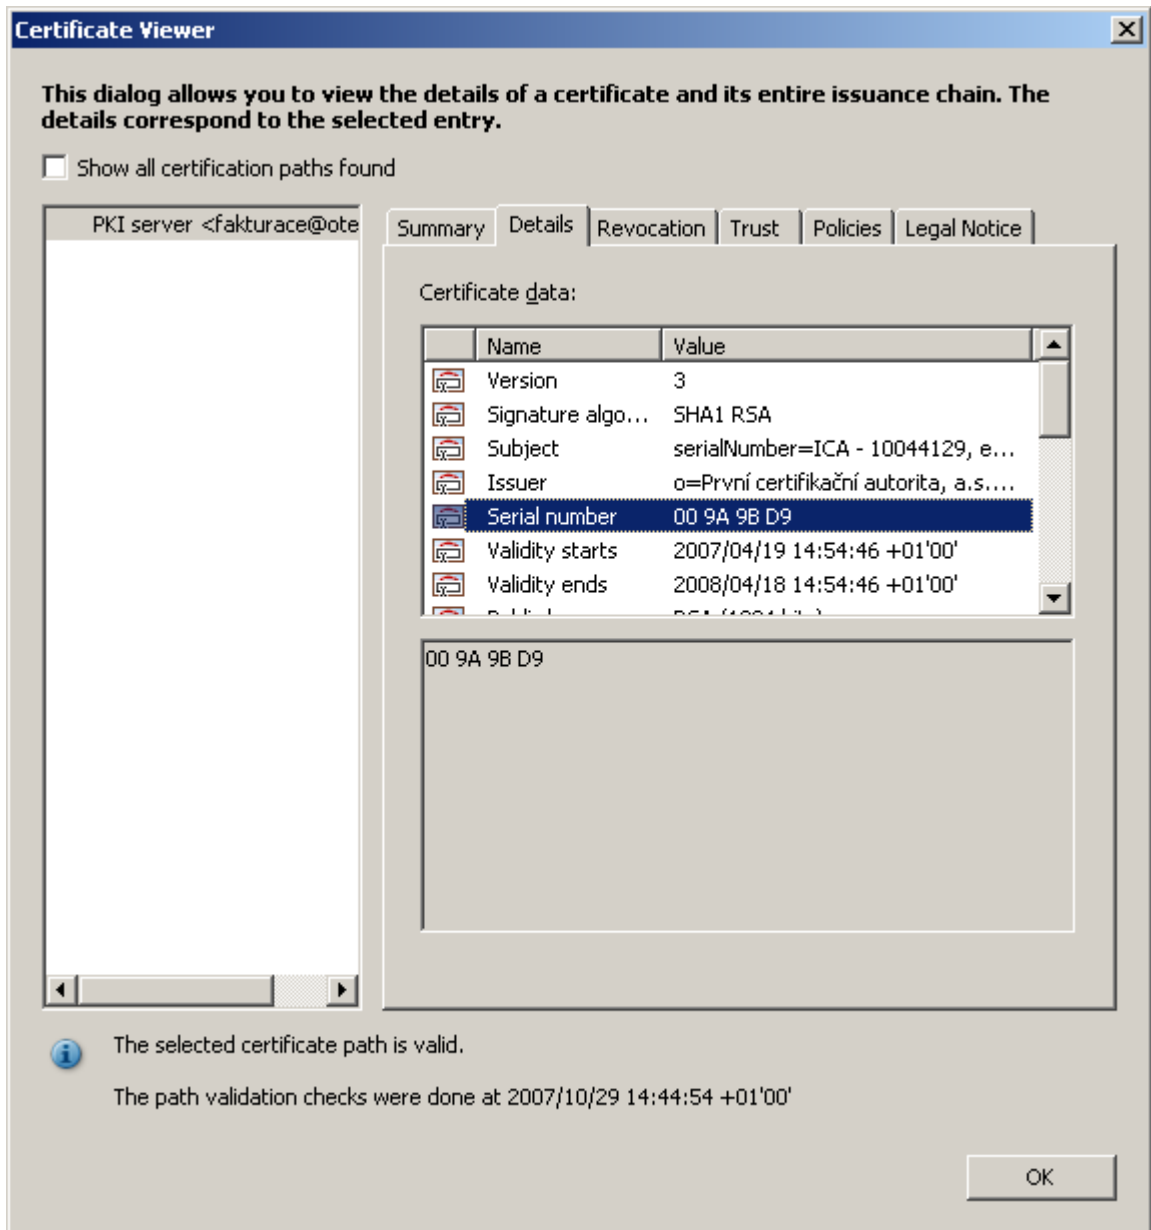 Certificate Viewer
This dialog allows you to view the details of a certificate and its entire issuance chain. The
details correspond to the selected entry.
Show all certification paths found
PKI server <fakturace@ote
Summary Details Revocation Trust Policies Legal Notice
Certificate data:
Name Value
Version 3
Signature algo... SHA1 RSA
Subject serialNumber=ICA - 10044129, e...
Issuer o=První certifikační autorita, a.s....
Serial number 00 9A 9B D9
Validity starts 2007/04/19 14:54:46 +01'00'
Validity ends 2008/04/18 14:54:46 +01'00'
00 9A 9B D9
The selected certificate path is valid.
The path validation checks were done at 2007/10/29 14:44:54 +01'00'
OK